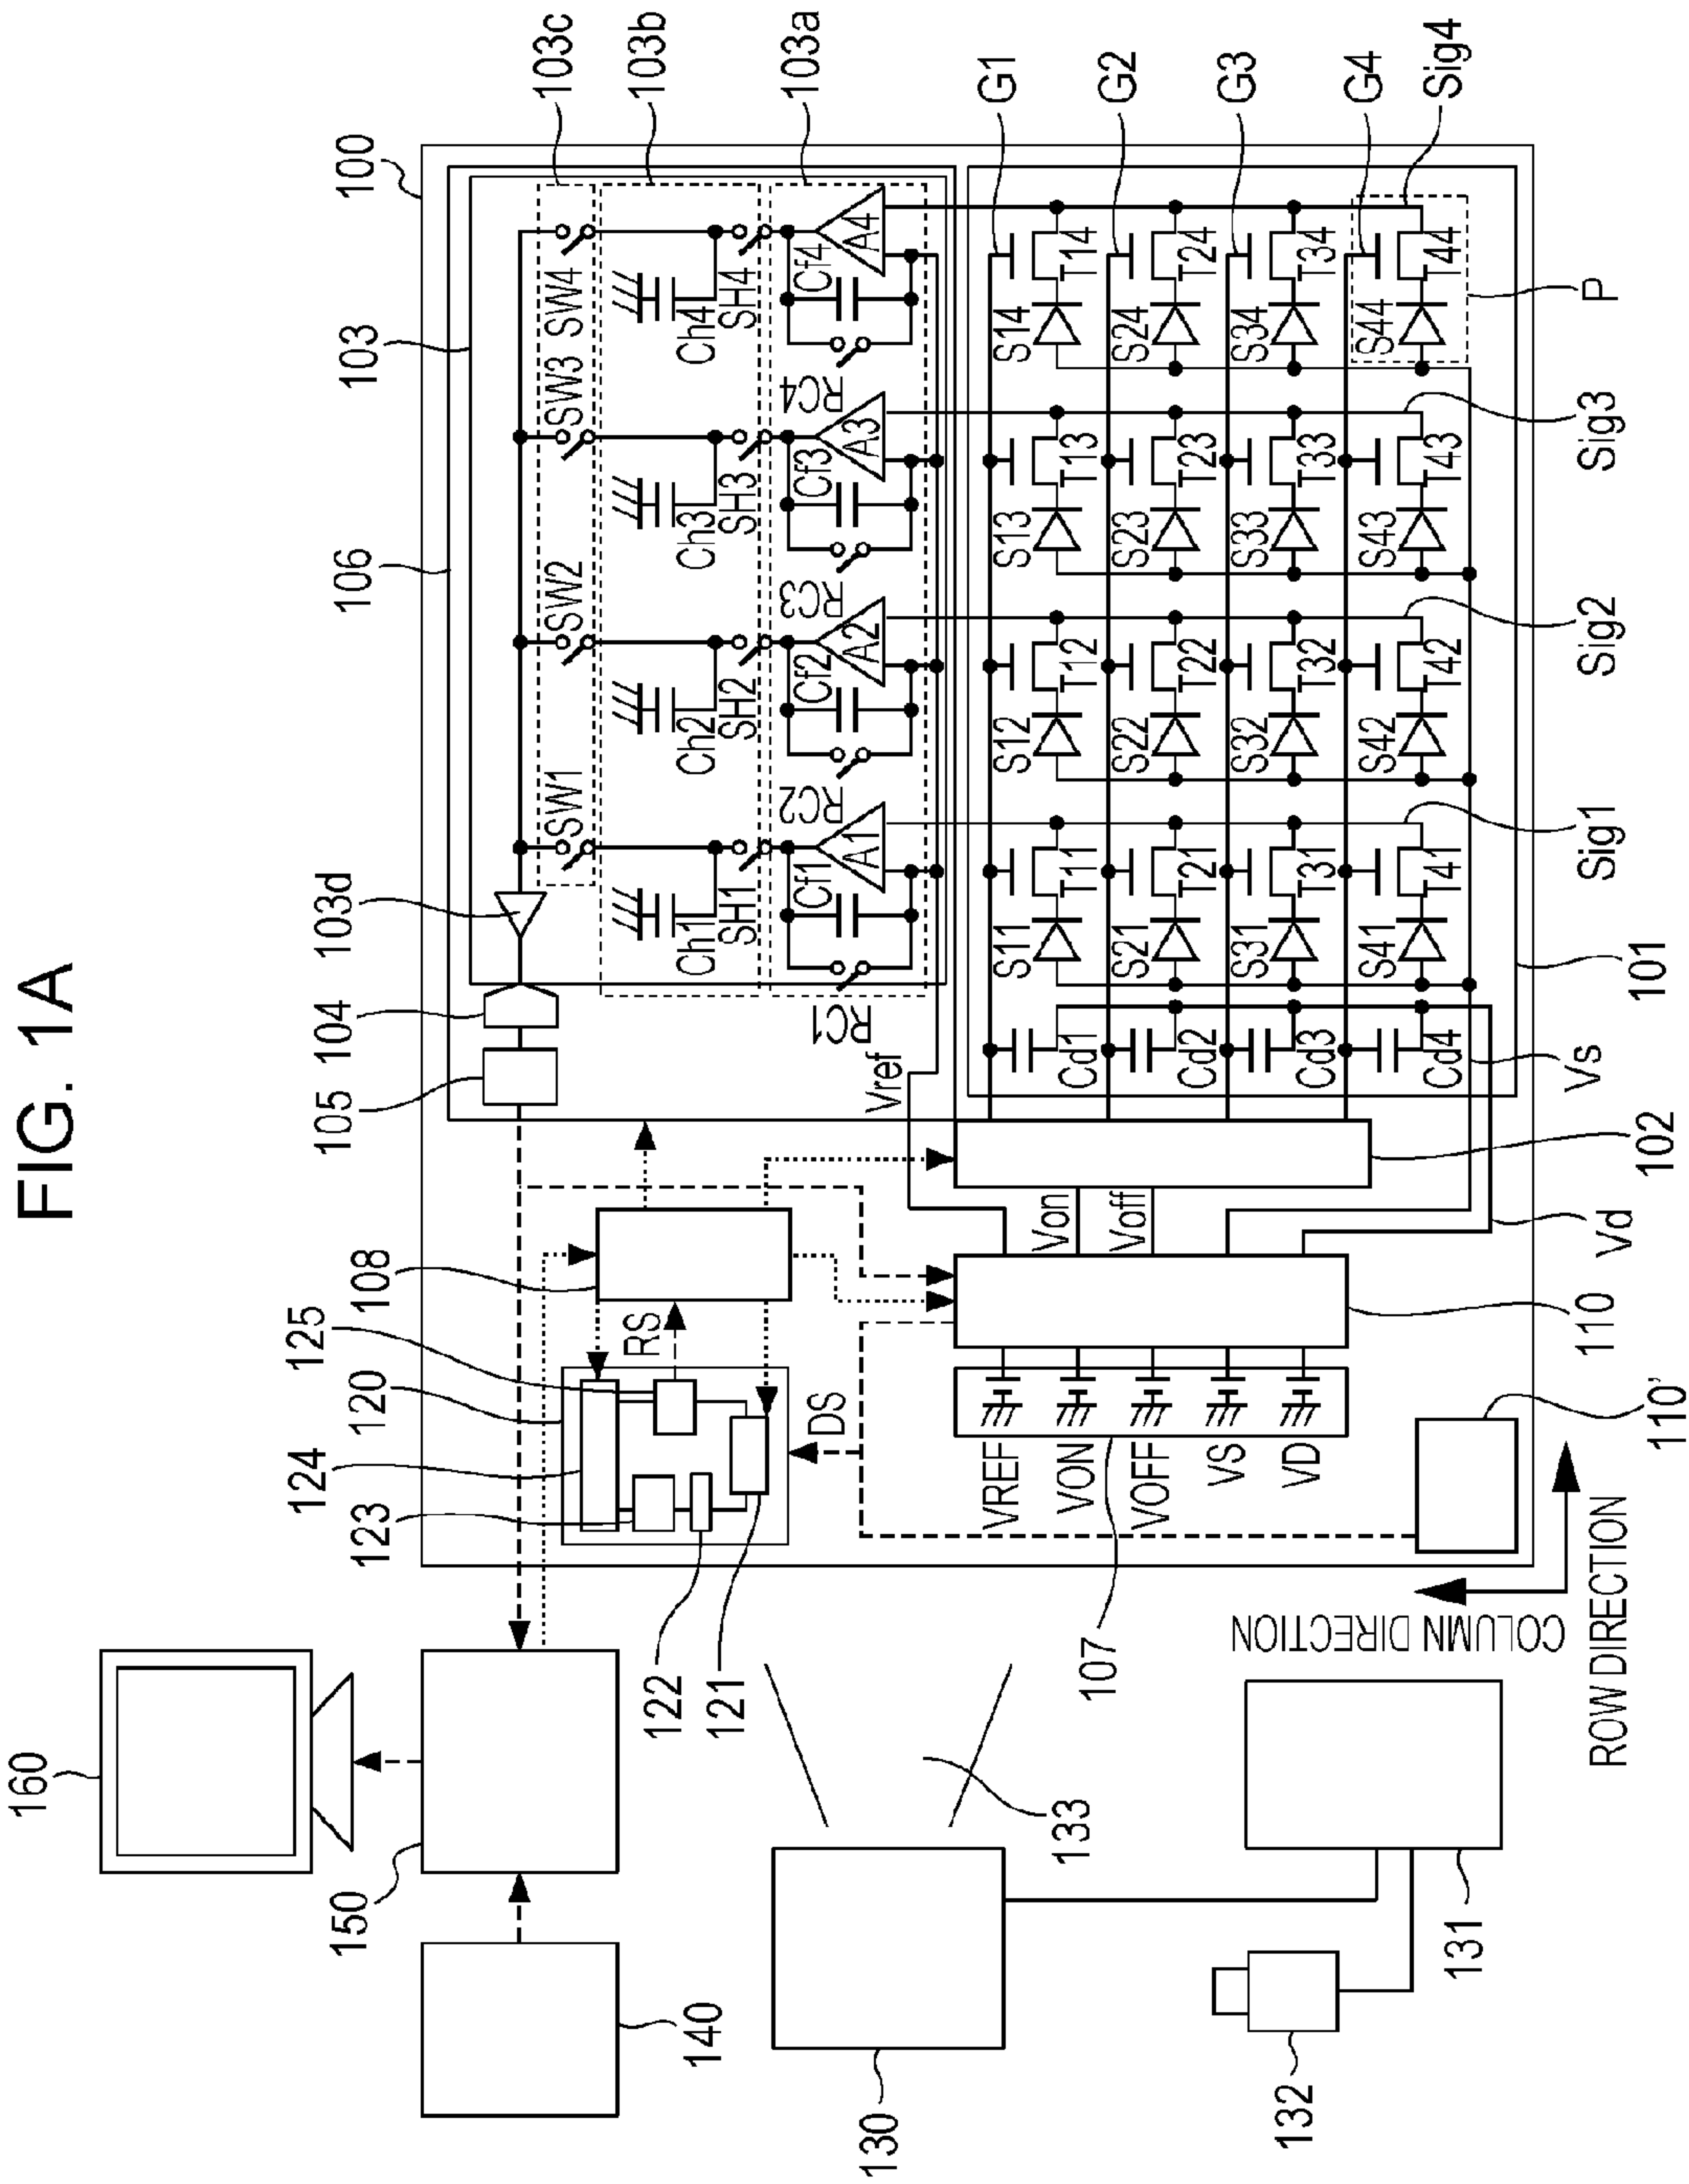 FIG. 1A
160
150
140
130
133
132
131
ROW DIRECTION
COLUMN DIRECTION
100
103
106
103c
103b
103a
103d
104
105
108
125
120
124
123
122
121
RS
DS
107
110
110'
102
101
VREF
VON
VOFF
VS
VD
Vref
Von
Voff
Vs
Vd
SW1
SW2
SW3
SW4
Ch1
Ch2
Ch3
Ch4
SH1
SH2
SH3
SH4
Cf1
Cf2
Cf3
Cf4
A1
A2
A3
A4
RC1
RC2
RC3
RC4
G1
G2
G3
G4
Sig1
Sig2
Sig3
Sig4
P
Cd1
S11
T11
S12
T12
S13
T13
S14
T14
Cd2
S21
T21
S22
T22
S23
T23
S24
T24
Cd3
S31
T31
S32
T32
S33
T33
S34
T34
Cd4
S41
T41
S42
T42
S43
T43
S44
T44